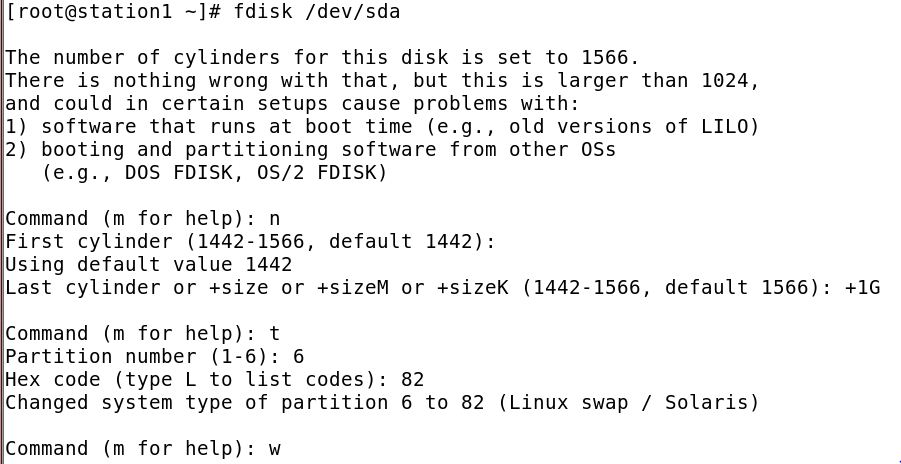 [root@station1 ~]# fdisk /dev/sda
The number of cylinders for this disk is set to 1566.
There is nothing wrong with that, but this is larger than 1024,
and could in certain setups cause problems with:
1) software that runs at boot time (e.g., old versions of LILO)
2) booting and partitioning software from other OSs
   (e.g., DOS FDISK, OS/2 FDISK)
Command (m for help): n
First cylinder (1442-1566, default 1442):
Using default value 1442
Last cylinder or +size or +sizeM or +sizeK (1442-1566, default 1566): +1G
Command (m for help): t
Partition number (1-6): 6
Hex code (type L to list codes): 82
Changed system type of partition 6 to 82 (Linux swap / Solaris)
Command (m for help): w